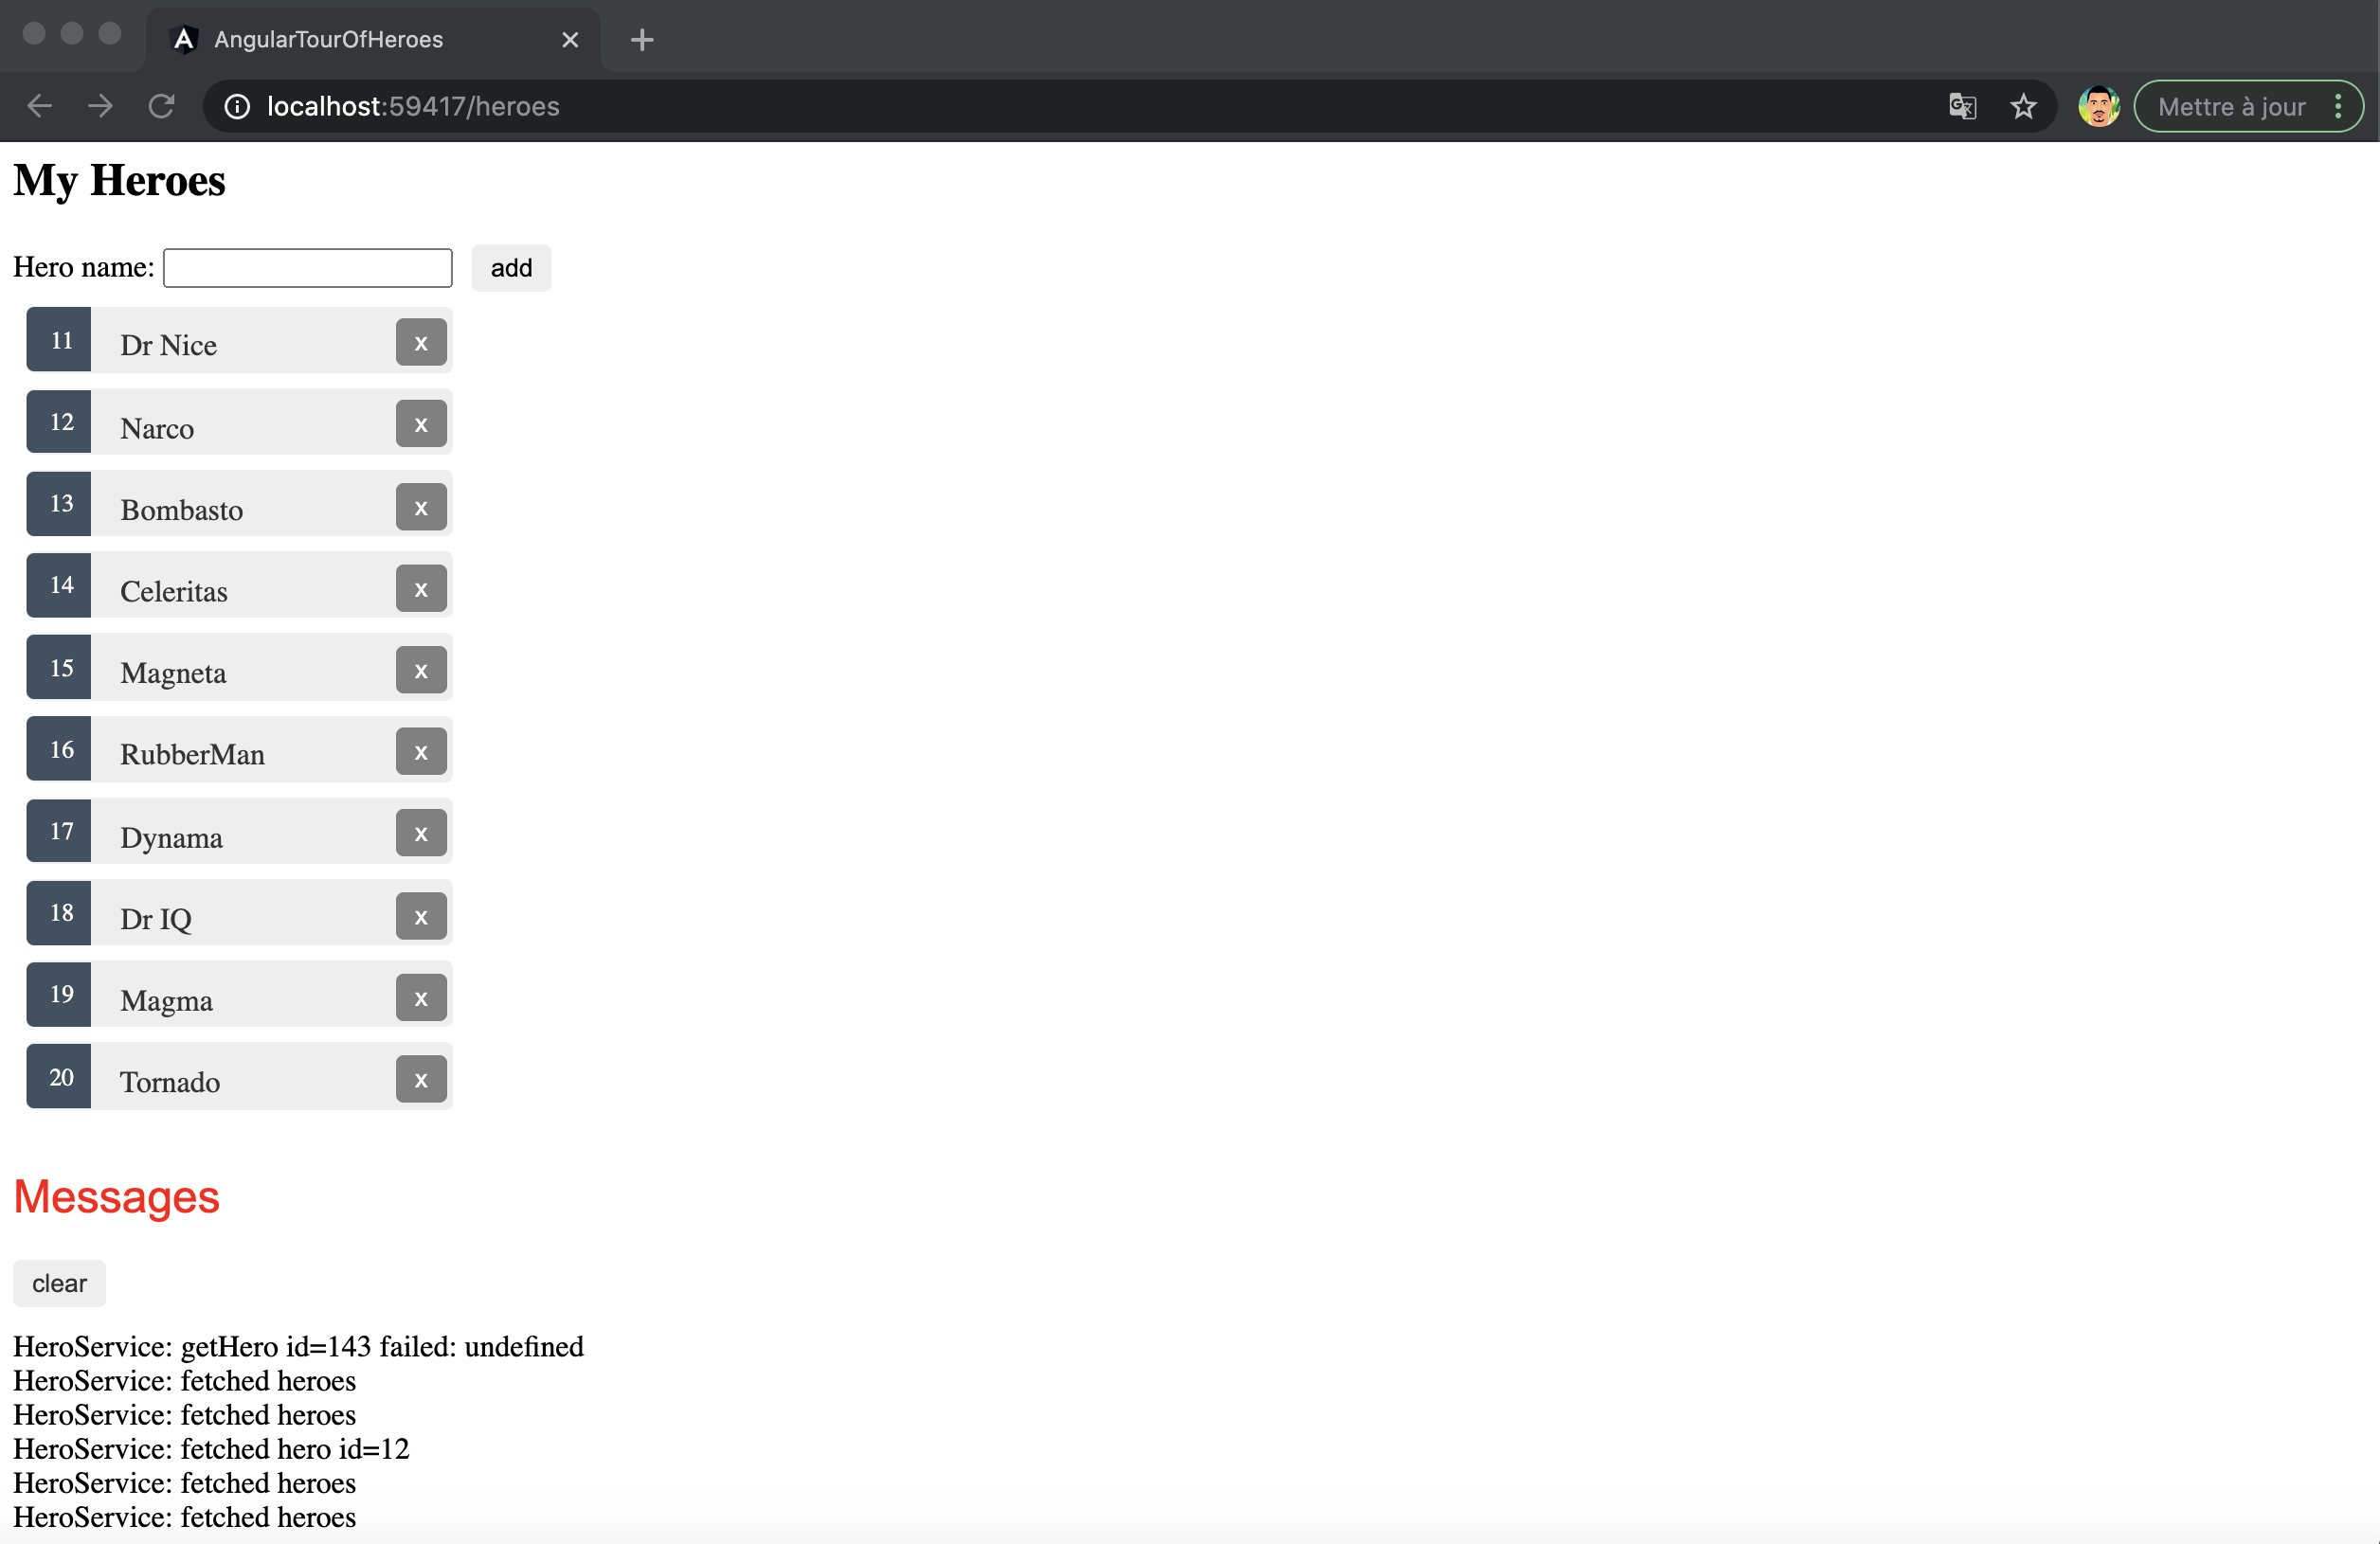 AngularTourOfHeroes
localhost:59417/heroes
Mettre à jour
My Heroes
Hero name: add
11 Dr Nice x
12 Narco x
13 Bombasto x
14 Celeritas x
15 Magneta x
16 RubberMan x
17 Dynama x
18 Dr IQ x
19 Magma x
20 Tornado x
Messages
clear
HeroService: getHero id=143 failed: undefined
HeroService: fetched heroes
HeroService: fetched heroes
HeroService: fetched hero id=12
HeroService: fetched heroes
HeroService: fetched heroes